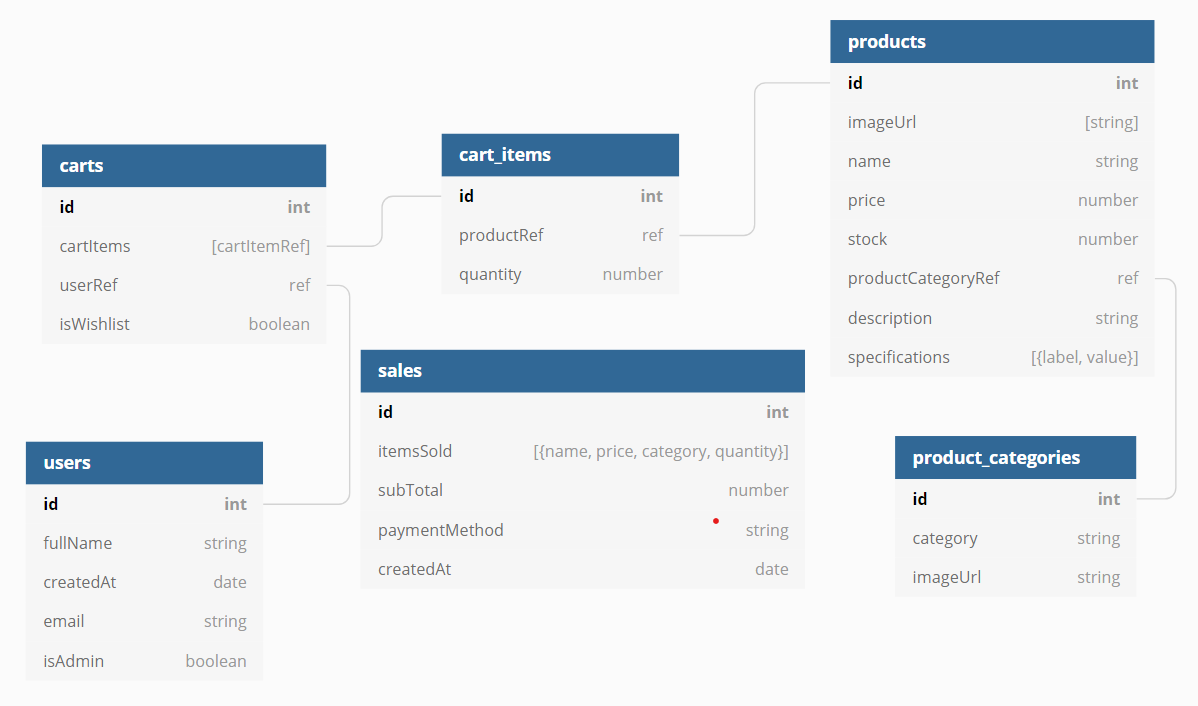 products
id int
imageUrl [string]
name string
price number
stock number
productCategoryRef ref
description string
specifications [{label, value}]
cart_items
id int
productRef ref
quantity number
carts
id int
cartItems [cartItemRef]
userRef ref
isWishlist boolean
sales
id int
itemsSold [{name, price, category, quantity}]
subTotal number
paymentMethod string
createdAt date
users
id int
fullName string
createdAt date
email string
isAdmin boolean
product_categories
id int
category string
imageUrl string